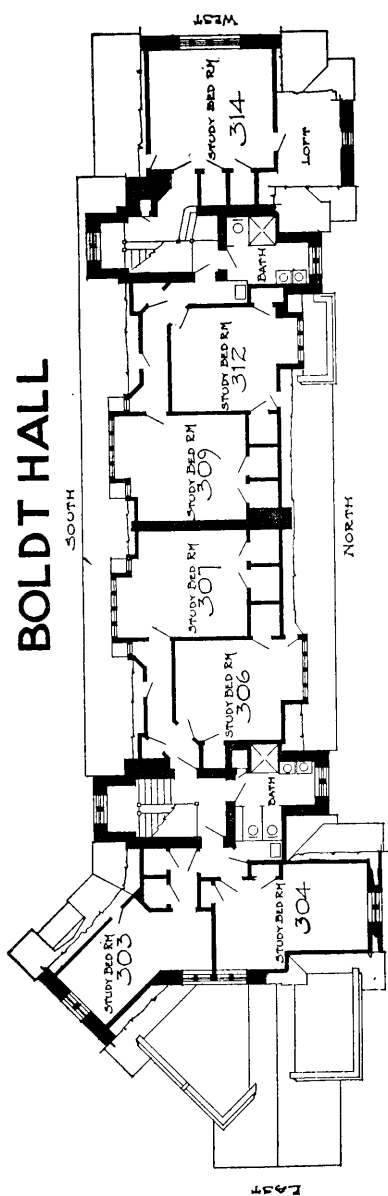 BOLDT HALL
WEST
SOUTH
NORTH
EAST
STUDY BED RM
314
LOFT
BATH
STUDY BED RM
312
STUDY BED RM
309
STUDY BED RM
307
STUDY BED RM
306
BATH
STUDY BED RM
304
STUDY BED RM
303